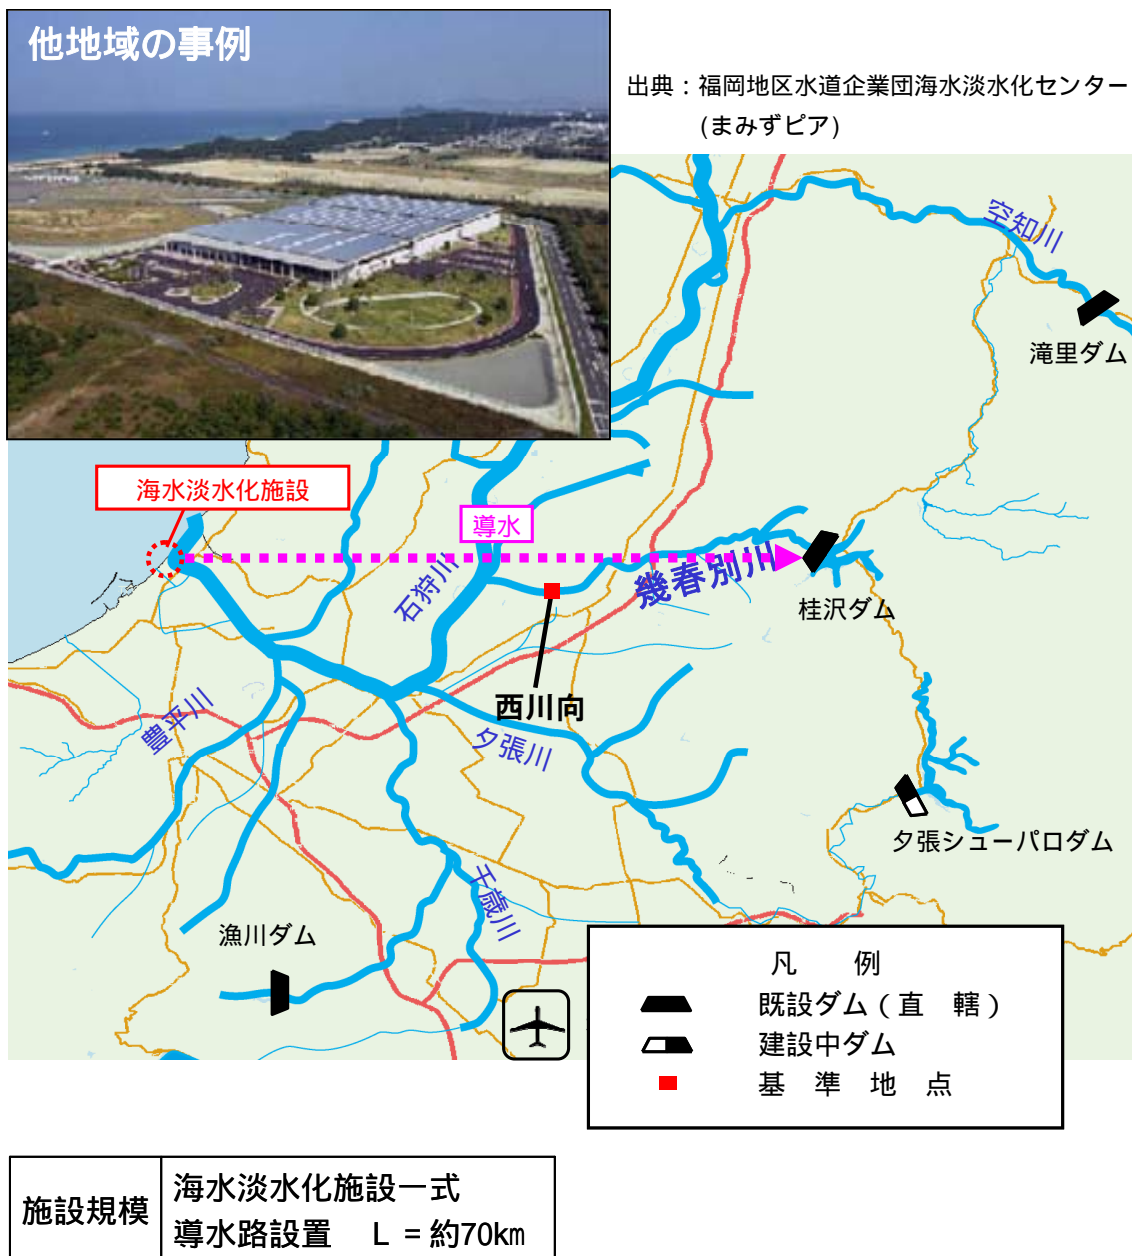 他地域の事例
出典：福岡地区水道企業団海水淡水化センター
(まみずピア)
空知川
滝里ダム
海水淡水化施設
導水
石狩川
幾春別川
桂沢ダム
西川向
豊平川
夕張川
夕張シューパロダム
千歳川
漁川ダム
凡　例
既設ダム（直　轄）
建設中ダム
基　準　地　点
施設規模
海水淡水化施設一式
導水路設置　Ｌ＝約70km